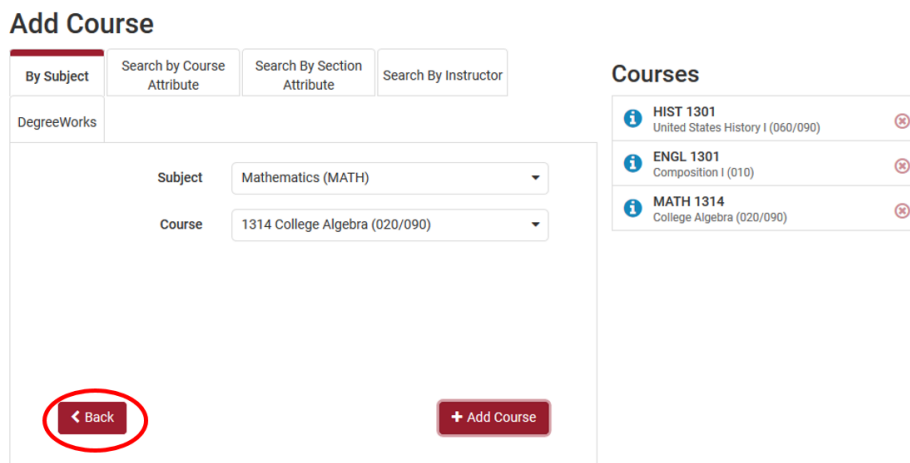 Add Course
By Subject
Search by Course
Attribute
Search By Section
Attribute
Search By Instructor
DegreeWorks
Subject
Mathematics (MATH)
Course
1314 College Algebra (020/090)
Back
+ Add Course
Courses
HIST 1301
United States History I (060/090)
ENGL 1301
Composition I (010)
MATH 1314
College Algebra (020/090)